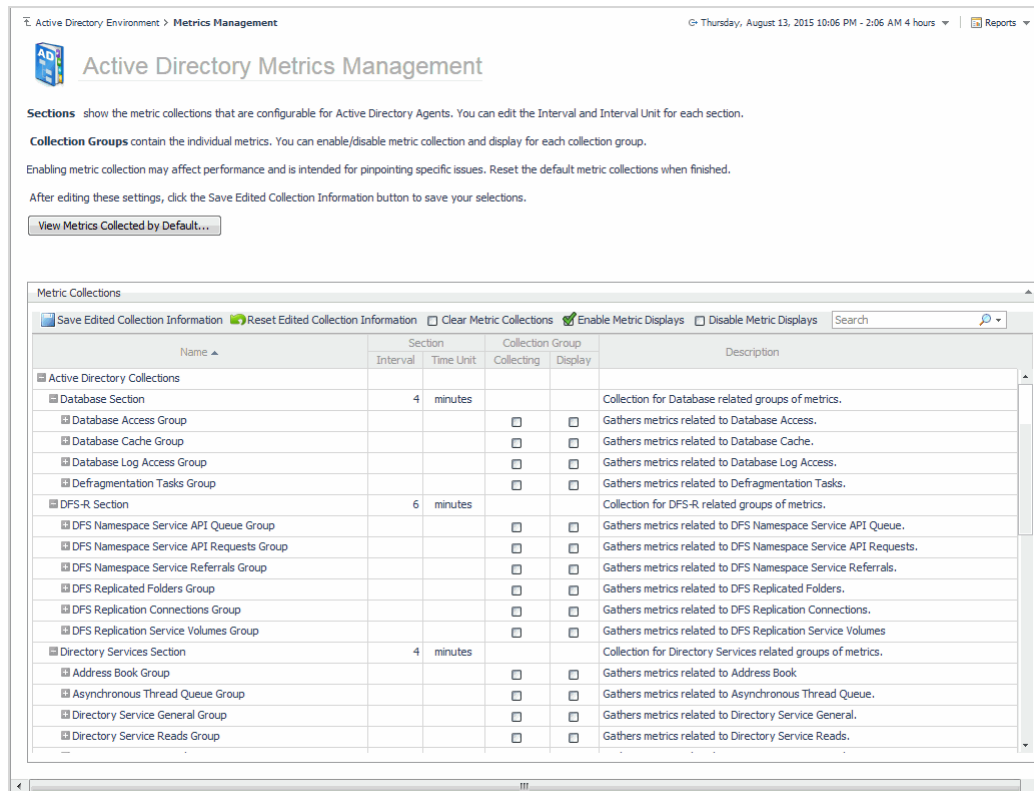 Active Directory Environment > Metrics Management
Thursday, August 13, 2015 10:06 PM - 2:06 AM 4 hours
Reports
AD
Active Directory Metrics Management
Sections show the metric collections that are configurable for Active Directory Agents. You can edit the Interval and Interval Unit for each section.
Collection Groups contain the individual metrics. You can enable/disable metric collection and display for each collection group.
Enabling metric collection may affect performance and is intended for pinpointing specific issues. Reset the default metric collections when finished.
After editing these settings, click the Save Edited Collection Information button to save your selections.
View Metrics Collected by Default...
Metric Collections
Save Edited Collection Information Reset Edited Collection Information Clear Metric Collections Enable Metric Displays Disable Metric Displays Search
Name Section Collection Group Description
Interval Time Unit Collecting Display
Active Directory Collections
Database Section 4 minutes Collection for Database related groups of metrics.
Database Access Group Gathers metrics related to Database Access.
Database Cache Group Gathers metrics related to Database Cache.
Database Log Access Group Gathers metrics related to Database Log Access.
Defragmentation Tasks Group Gathers metrics related to Defragmentation Tasks.
DFS-R Section 6 minutes Collection for DFS-R related groups of metrics.
DFS Namespace Service API Queue Group Gathers metrics related to DFS Namespace Service API Queue.
DFS Namespace Service API Requests Group Gathers metrics related to DFS Namespace Service API Requests.
DFS Namespace Service Referrals Group Gathers metrics related to DFS Namespace Service Referrals.
DFS Replicated Folders Group Gathers metrics related to DFS Replicated Folders.
DFS Replication Connections Group Gathers metrics related to DFS Replication Connections.
DFS Replication Service Volumes Group Gathers metrics related to DFS Replication Service Volumes
Directory Services Section 4 minutes Collection for Directory Services related groups of metrics.
Address Book Group Gathers metrics related to Address Book
Asynchronous Thread Queue Group Gathers metrics related to Asynchronous Thread Queue.
Directory Service General Group Gathers metrics related to Directory Service General.
Directory Service Reads Group Gathers metrics related to Directory Service Reads.